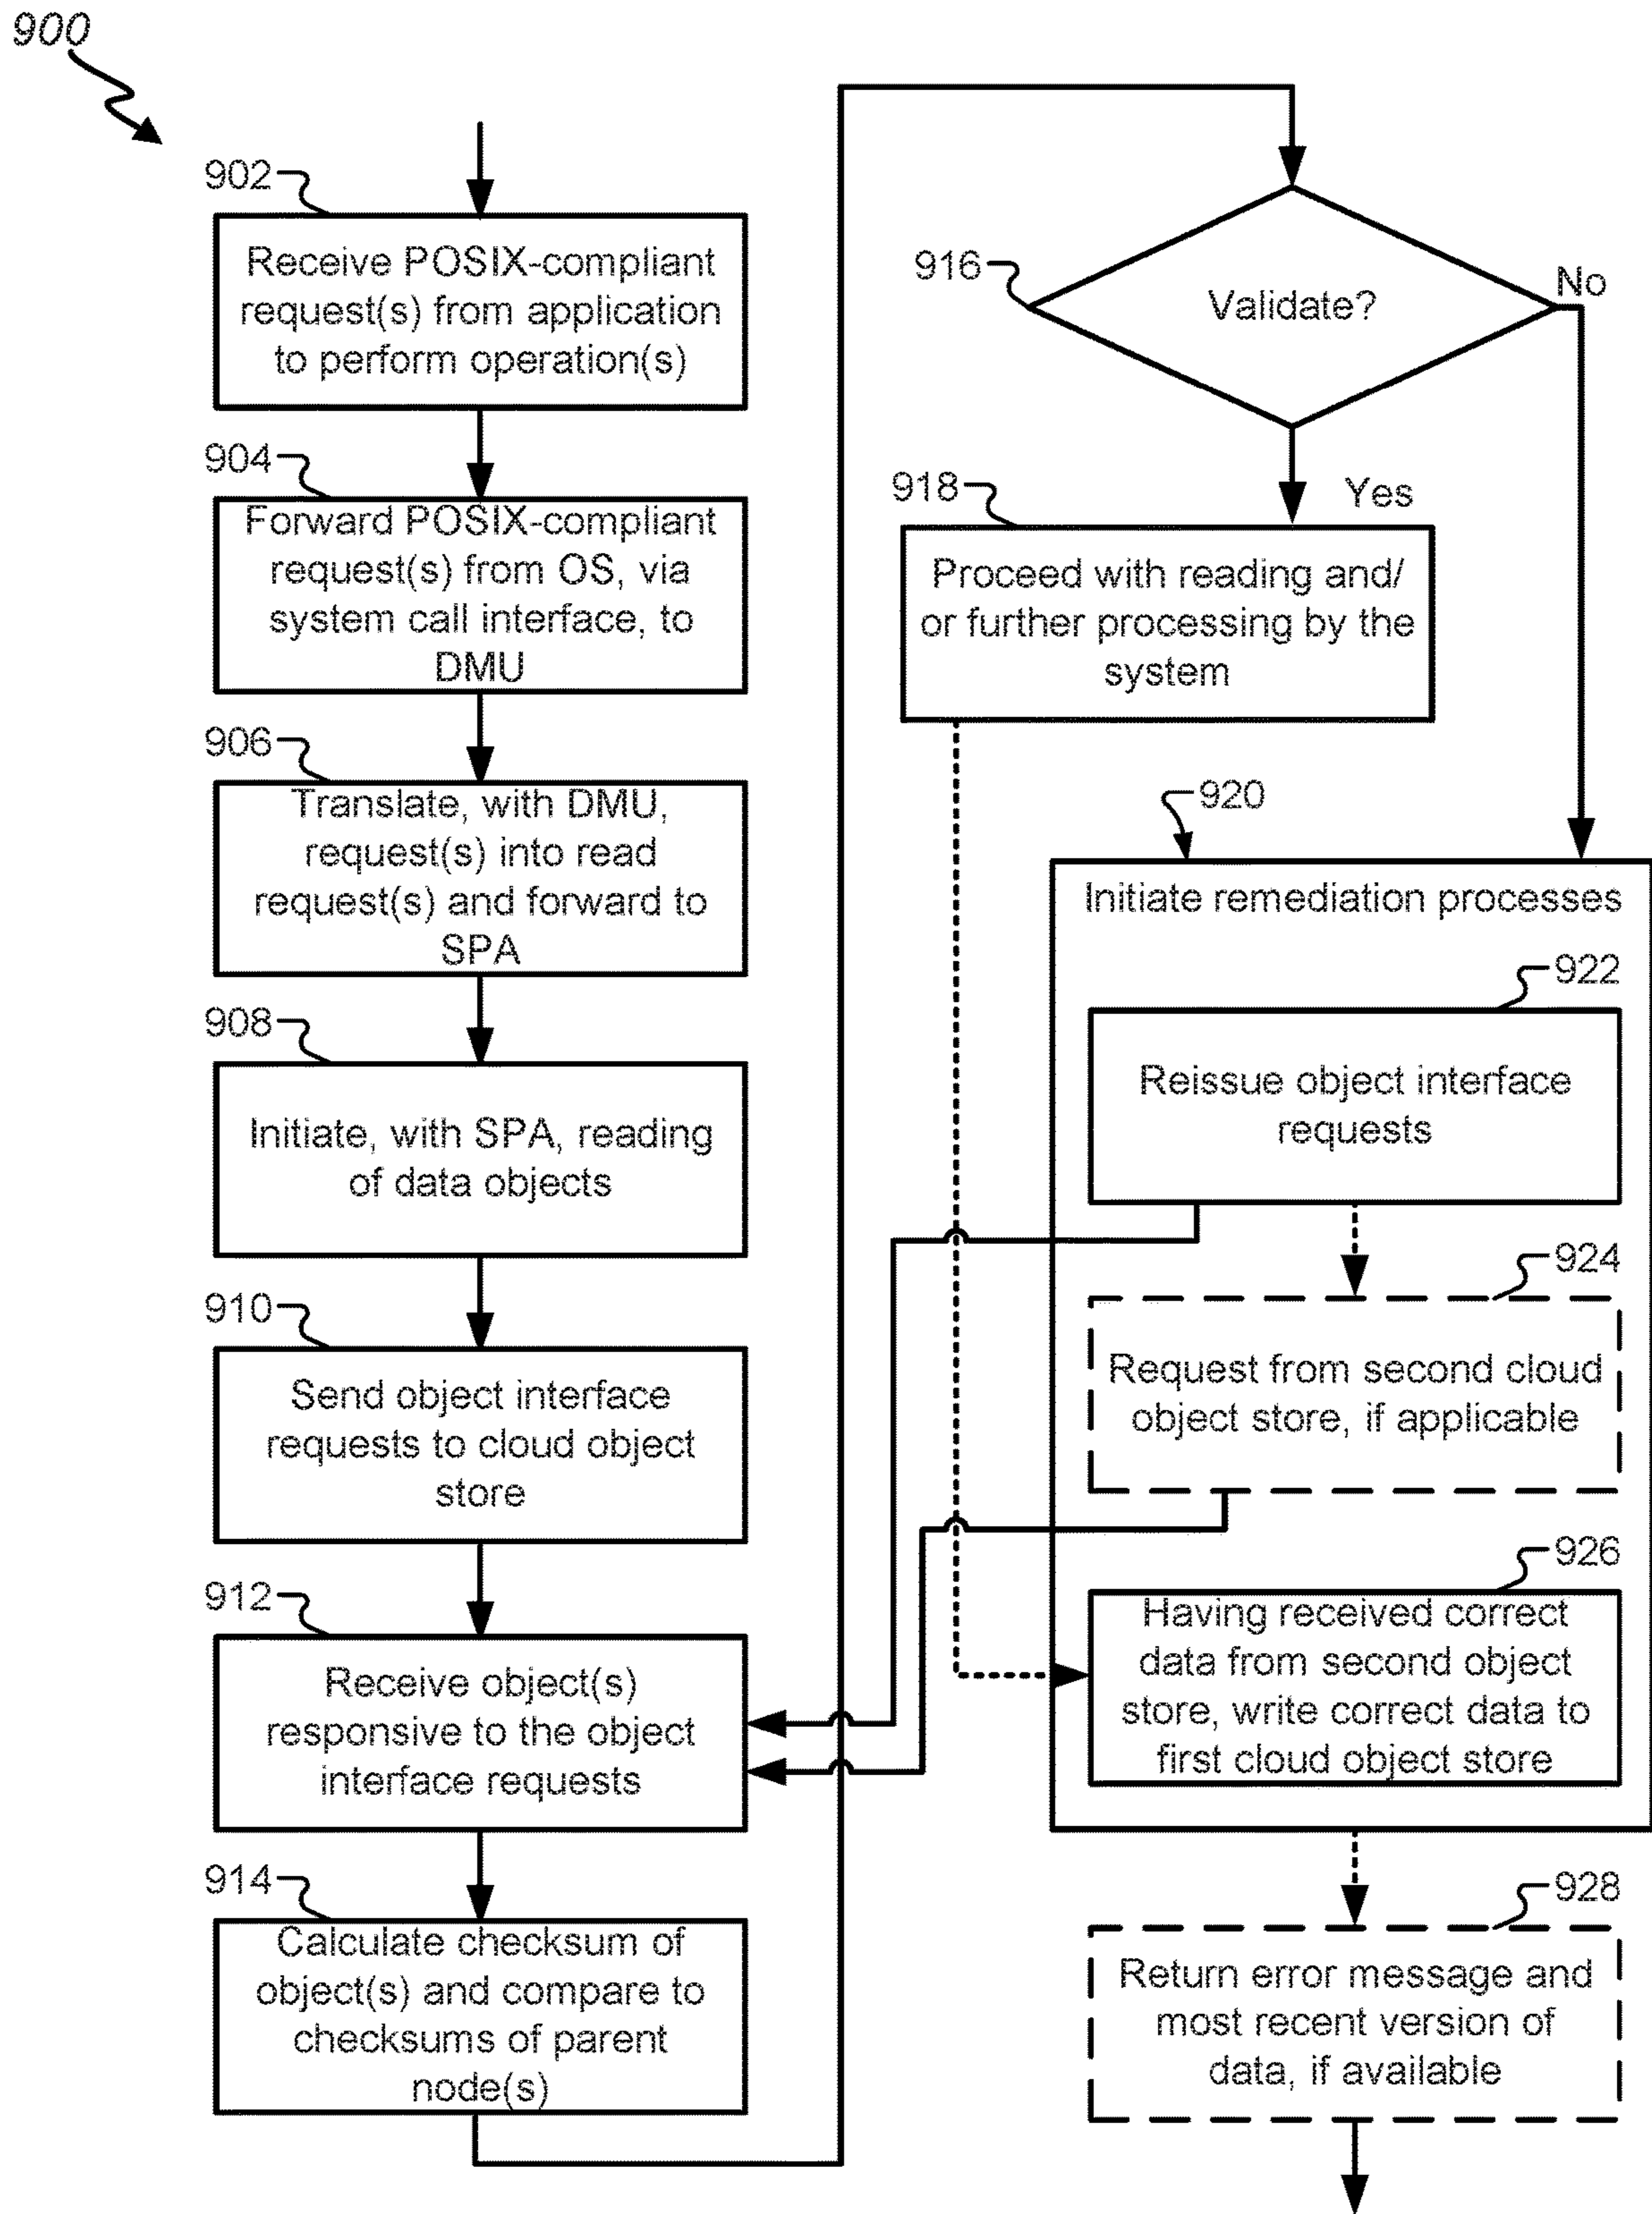 900
902
Receive POSIX-compliant
request(s) from application
to perform operation(s)
904
Forward POSIX-compliant
request(s) from OS, via
system call interface, to
DMU
906
Translate, with DMU,
request(s) into read
request(s) and forward to
SPA
908
Initiate, with SPA, reading
of data objects
910
Send object interface
requests to cloud object
store
912
Receive object(s)
responsive to the object
interface requests
914
Calculate checksum of
object(s) and compare to
checksums of parent
node(s)
916
Validate?
No
Yes
918
Proceed with reading and/
or further processing by the
system
920
Initiate remediation processes
922
Reissue object interface
requests
924
Request from second cloud
object store, if applicable
926
Having received correct
data from second object
store, write correct data to
first cloud object store
928
Return error message and
most recent version of
data, if available